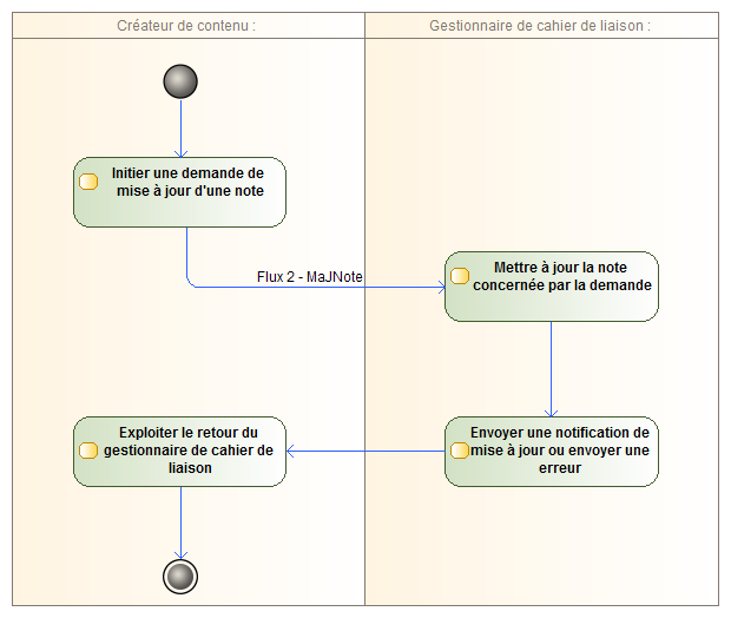 Créateur de contenu :
Gestionnaire de cahier de liaison :
Initier une demande de
mise à jour d'une note
Flux 2 - MaJNote
Mettre à jour la note
concernée par la demande
Envoyer une notification de
mise à jour ou envoyer une
erreur
Exploiter le retour du
gestionnaire de cahier de
liaison